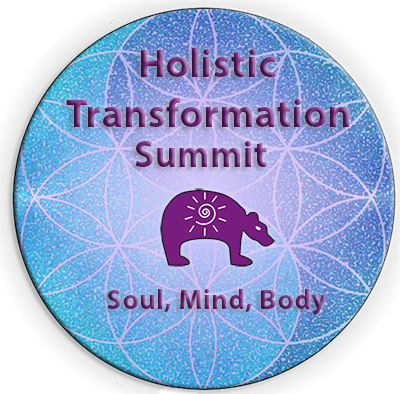 Holistic
Transformation
Summit
Soul, Mind, Body